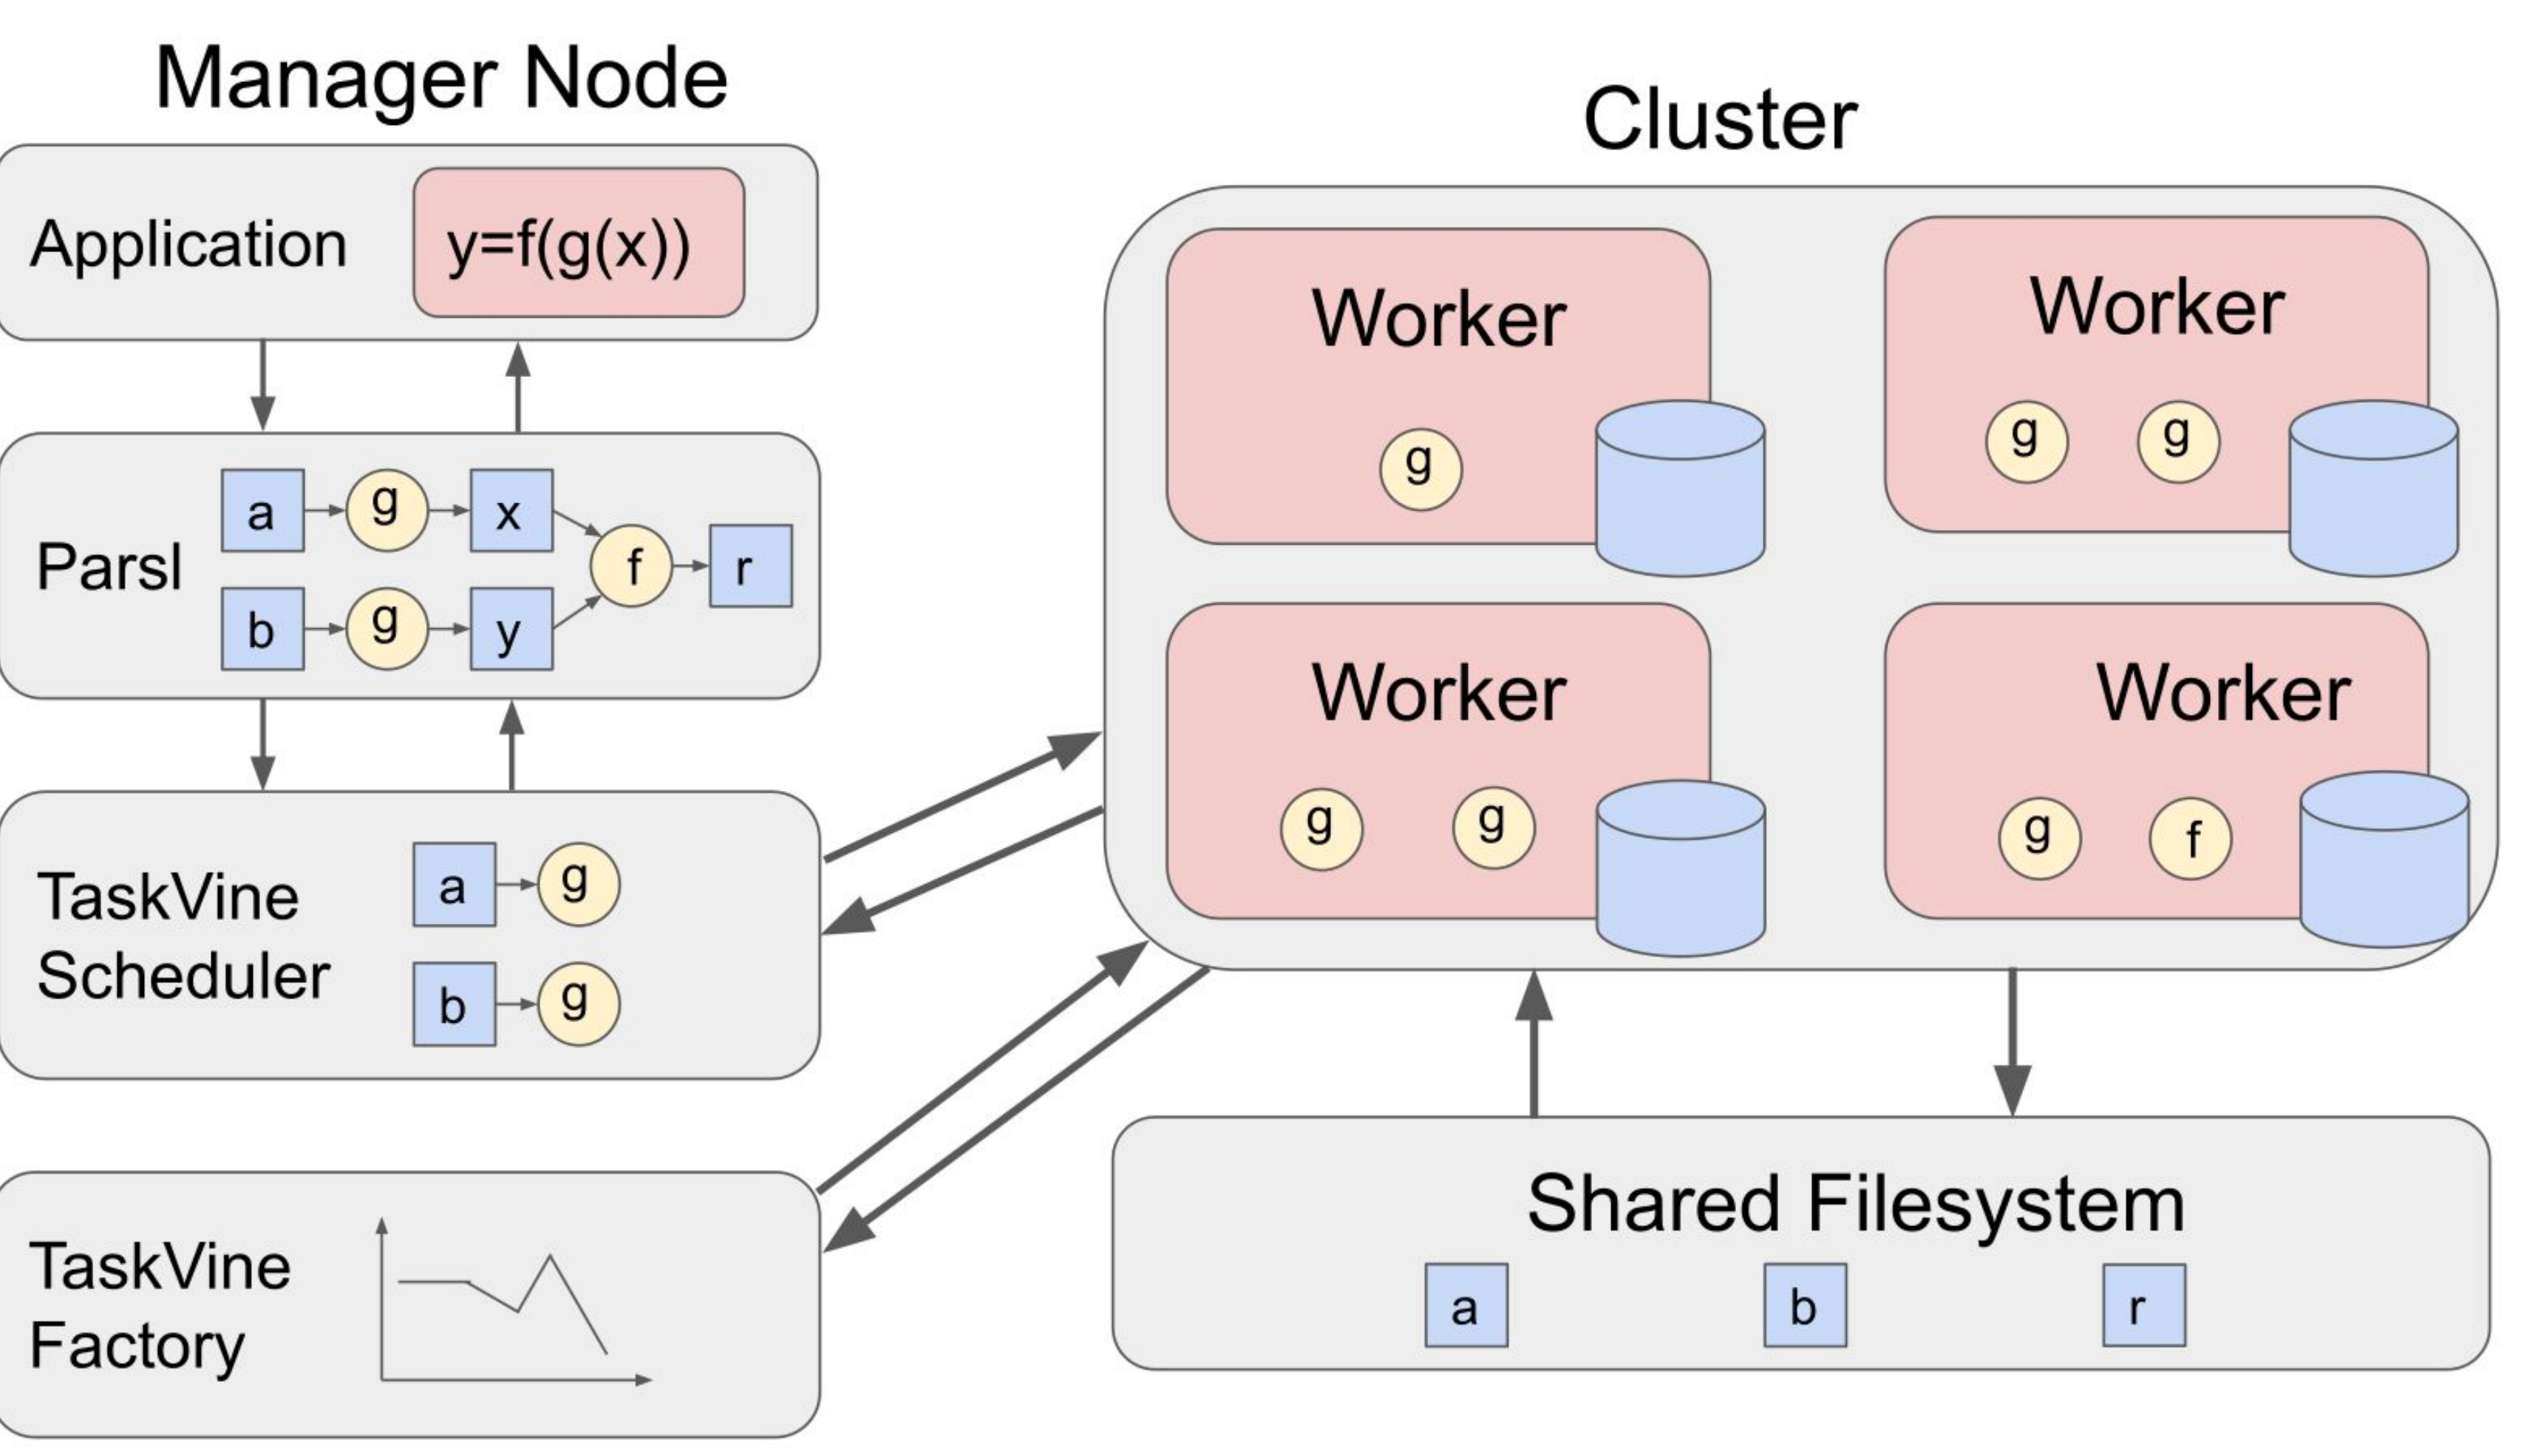 Manager Node
Application
y=f(g(x))
Parsl
a
g
x
f
r
b
g
y
TaskVine
Scheduler
a
g
b
g
TaskVine
Factory
Cluster
Worker
g
Worker
g
g
Worker
g
g
Worker
g
f
Shared Filesystem
a
b
r